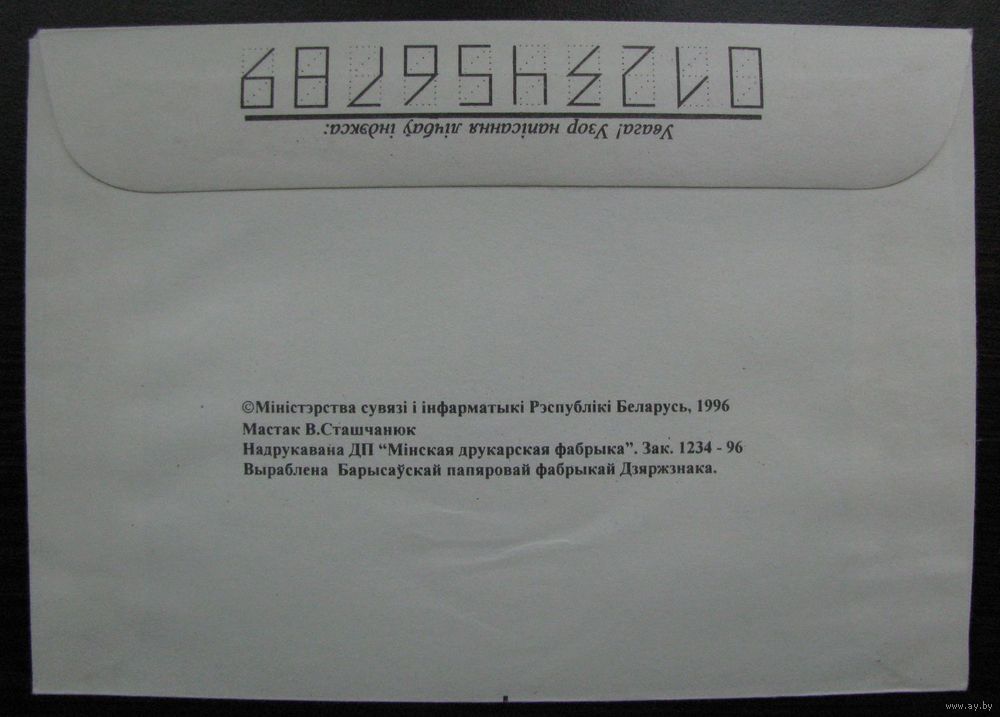 0123456789
Увага! Узор напісання лічбаў індэкса:
©Міністэрства сувязі і інфарматыкі Рэспублікі Беларусь, 1996
Мастак В.Сташчанюк
Надрукавана ДП “Мінская друкарская фабрыка”. Зак. 1234 - 96
Выраблена Барысаўскай папяровай фабрыкай Дзяржзнака.
www.ay.by